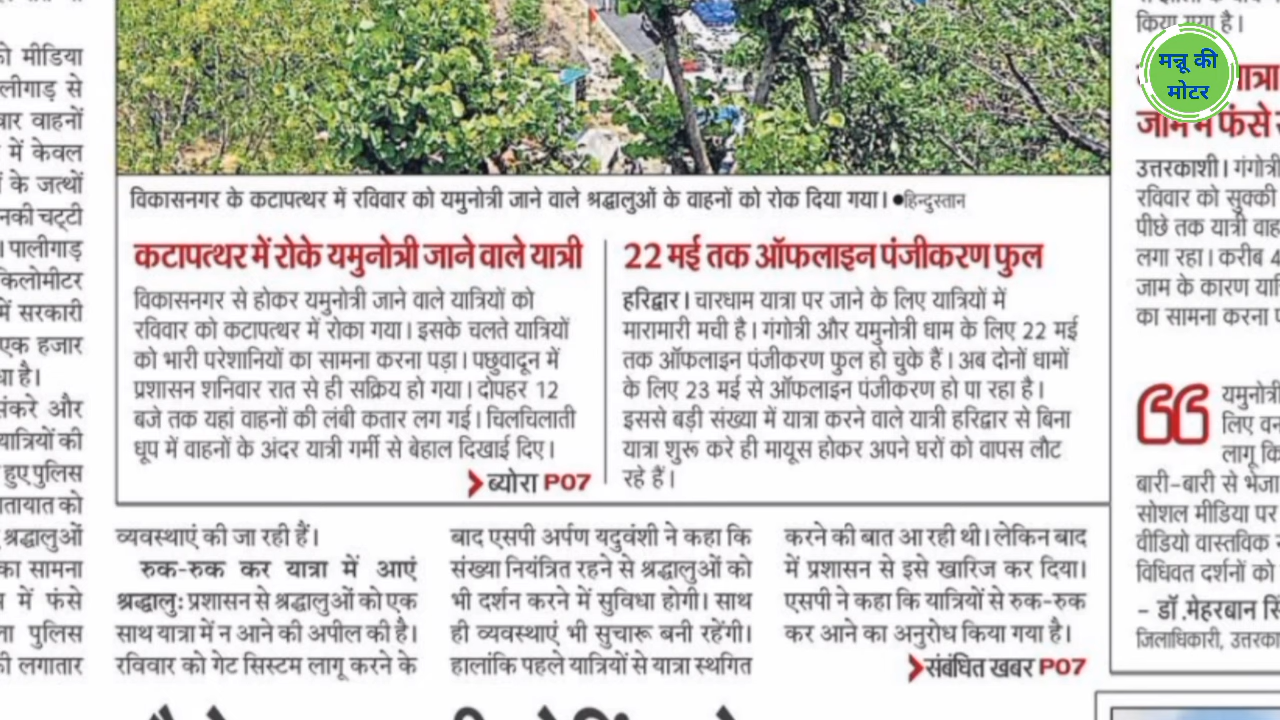 ो मीडिया
लीगाड़ से
वार वाहनों
में केवल
के जत्थों
नकी चट्टी
। पालीगाड़
किलोमीटर
में सरकारी
एक हजार
धा है।
संकरे और
यात्रियों की
हुए पुलिस
तायात को
श्रद्धालुओं
का सामना
में फंसे
पुलिस
लगातार
विकासनगर के कटापत्थर में रविवार को यमुनोत्री जाने वाले श्रद्धालुओं के वाहनों को रोक दिया गया। ●हिन्दुस्तान
कटापत्थर में रोके यमुनोत्री जाने वाले यात्री
विकासनगर से होकर यमुनोत्री जाने वाले यात्रियों को
रविवार को कटापत्थर में रोका गया। इसके चलते यात्रियों
को भारी परेशानियों का सामना करना पड़ा। पछुवादून में
प्रशासन शनिवार रात से ही सक्रिय हो गया। दोपहर 12
बजे तक यहां वाहनों की लंबी कतार लग गई। चिलचिलाती
धूप में वाहनों के अंदर यात्री गर्मी से बेहाल दिखाई दिए।
ब्योरा P07
22 मई तक ऑफलाइन पंजीकरण फुल
हरिद्वार। चारधाम यात्रा पर जाने के लिए यात्रियों में
मारामारी मची है। गंगोत्री और यमुनोत्री धाम के लिए 22 मई
तक ऑफलाइन पंजीकरण फुल हो चुके हैं। अब दोनों धामों
के लिए 23 मई से ऑफलाइन पंजीकरण हो पा रहा है।
इससे बड़ी संख्या में यात्रा करने वाले यात्री हरिद्वार से बिना
यात्रा शुरू करे ही मायूस होकर अपने घरों को वापस लौट
रहे हैं।
व्यवस्थाएं की जा रही हैं।
रुक-रुक कर यात्रा में आएं
श्रद्धालु: प्रशासन से श्रद्धालुओं को एक
साथ यात्रा में न आने की अपील की है।
रविवार को गेट सिस्टम लागू करने के
बाद एसपी अर्पण यदुवंशी ने कहा कि
संख्या नियंत्रित रहने से श्रद्धालुओं को
भी दर्शन करने में सुविधा होगी। साथ
ही व्यवस्थाएं भी सुचारू बनी रहेंगी।
हालांकि पहले यात्रियों से यात्रा स्थगित
करने की बात आ रही थी। लेकिन बाद
में प्रशासन से इसे खारिज कर दिया।
एसपी ने कहा कि यात्रियों से रुक-रुक
कर आने का अनुरोध किया गया है।
संबंधित खबर P07
किया गया है।
मन्नू की
मोटर
जाम में फंसे
उत्तरकाशी। गंगोत्री
रविवार को सुक्की
पीछे तक यात्री वाह
लगा रहा। करीब 4
जाम के कारण यात्रि
का सामना करना प
यमुनोत्री
लिए वन
लागू कि
बारी-बारी से भेजा
सोशल मीडिया पर
वीडियो वास्तविक
विधिवत दर्शनों को
- डॉ.मेहरबान सिं
जिलाधिकारी, उत्तरका